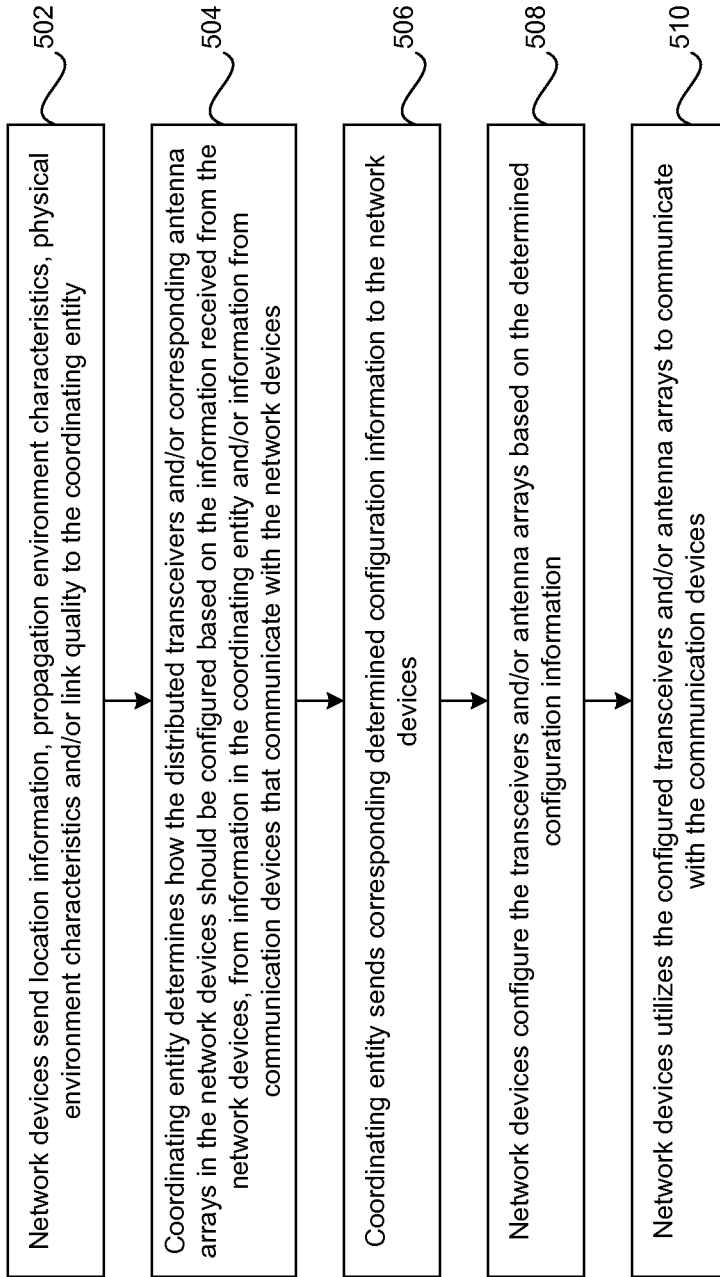 502
Network devices send location information, propagation environment characteristics, physical
environment characteristics and/or link quality to the coordinating entity
504
Coordinating entity determines how the distributed transceivers and/or corresponding antenna
arrays in the network devices should be configured based on the information received from the
network devices, from information in the coordinating entity and/or information from
communication devices that communicate with the network devices
506
Coordinating entity sends corresponding determined configuration information to the network
devices
508
Network devices configure the transceivers and/or antenna arrays based on the determined
configuration information
510
Network devices utilizes the configured transceivers and/or antenna arrays to communicate
with the communication devices